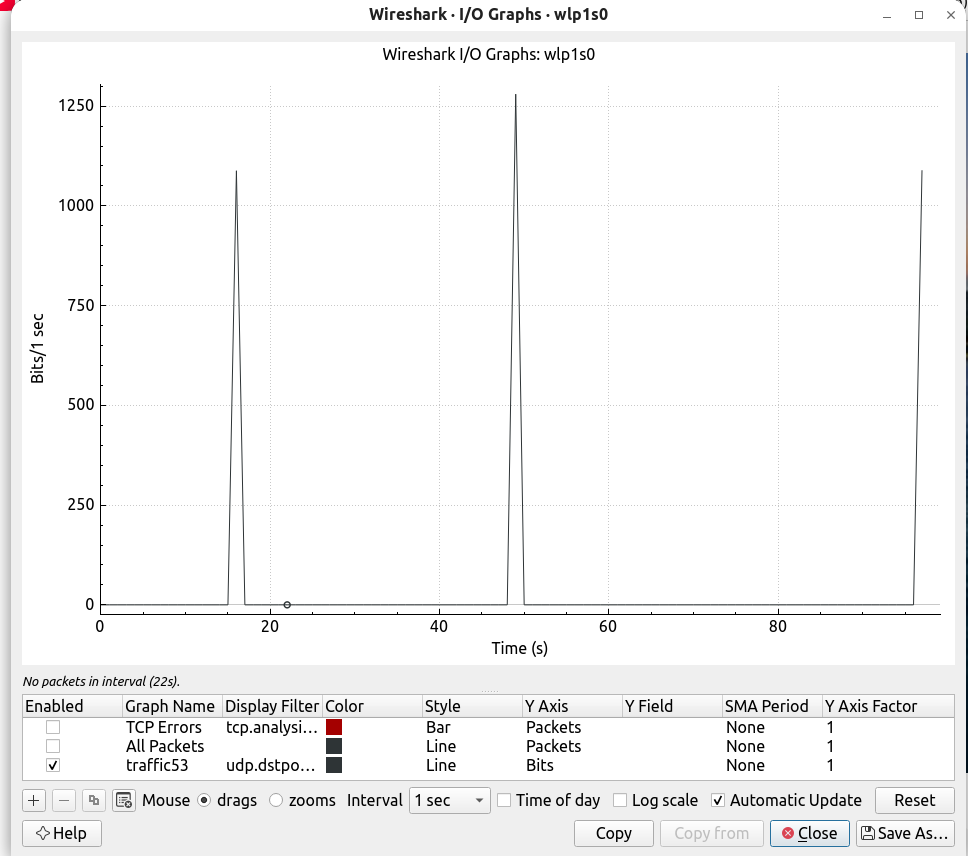 Wireshark · I/O Graphs · wlp1s0
Wireshark I/O Graphs: wlp1s0
1250
1000
750
500
250
0
Bits/1 sec
0 20 40 60 80
Time (s)
No packets in interval (22s).
Enabled Graph Name Display Filter Color Style Y Axis Y Field SMA Period Y Axis Factor
TCP Errors tcp.analysi... Bar Packets None 1
All Packets Line Packets None 1
traffic53 udp.dstpo... Line Bits None 1
Mouse drags zooms Interval 1 sec Time of day Log scale Automatic Update Reset
Help Copy Copy from Close Save As...